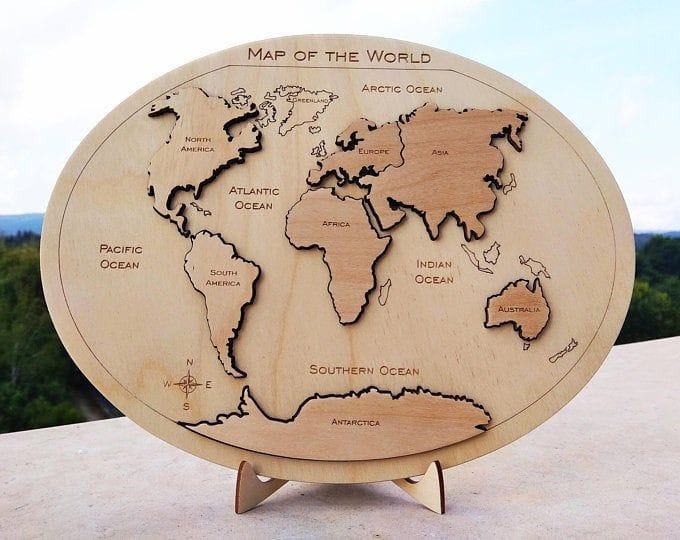 Map of the World
Arctic Ocean
Greenland
North
America
Europe
Asia
Atlantic
Ocean
Africa
Pacific
Ocean
South
America
Indian
Ocean
Australia
Southern Ocean
N
W E
S
Antarctica